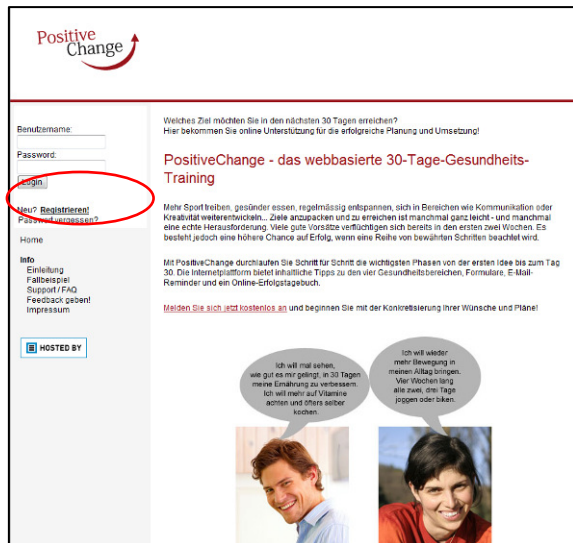 Positive
Change
Benutzername:
Password:
Login
Neu? Registrieren!
Passwort vergessen?
Home
Info
Einleitung
Fallbeispiel
Support / FAQ
Feedback geben!
Impressum
HOSTED BY
Welches Ziel möchten Sie in den nächsten 30 Tagen erreichen?
Hier bekommen Sie online Unterstützung für die erfolgreiche Planung und Umsetzung!
PositiveChange - das webbasierte 30-Tage-Gesundheits-
Training
Mehr Sport treiben, gesünder essen, regelmässig entspannen, sich in Bereichen wie Kommunikation oder
Kreativität weiterentwickeln... Ziele anzupacken und zu erreichen ist manchmal ganz leicht - und manchmal
eine echte Herausforderung. Viele gute Vorsätze verflüchtigen sich bereits in den ersten zwei Wochen. Es
besteht jedoch eine höhere Chance auf Erfolg, wenn eine Reihe von bewährten Schritten beachtet wird.
Mit PositiveChange durchlaufen Sie Schritt für Schritt die wichtigsten Phasen von der ersten Idee bis zum Tag
30. Die Internetplattform bietet inhaltliche Tipps zu den vier Gesundheitsbereichen, Formulare, E-Mail-
Reminder und ein Online-Erfolgstagebuch.
Melden Sie sich jetzt kostenlos an und beginnen Sie mit der Konkretisierung Ihrer Wünsche und Pläne!
Ich will mal sehen,
wie gut es mir gelingt, in 30 Tagen
meine Ernährung zu verbessern.
Ich will mehr auf Vitamine
achten und öfters selber
kochen.
Ich will wieder
mehr Bewegung in
meinen Alltag bringen.
Vier Wochen lang
alle zwei, drei Tage
joggen oder biken.